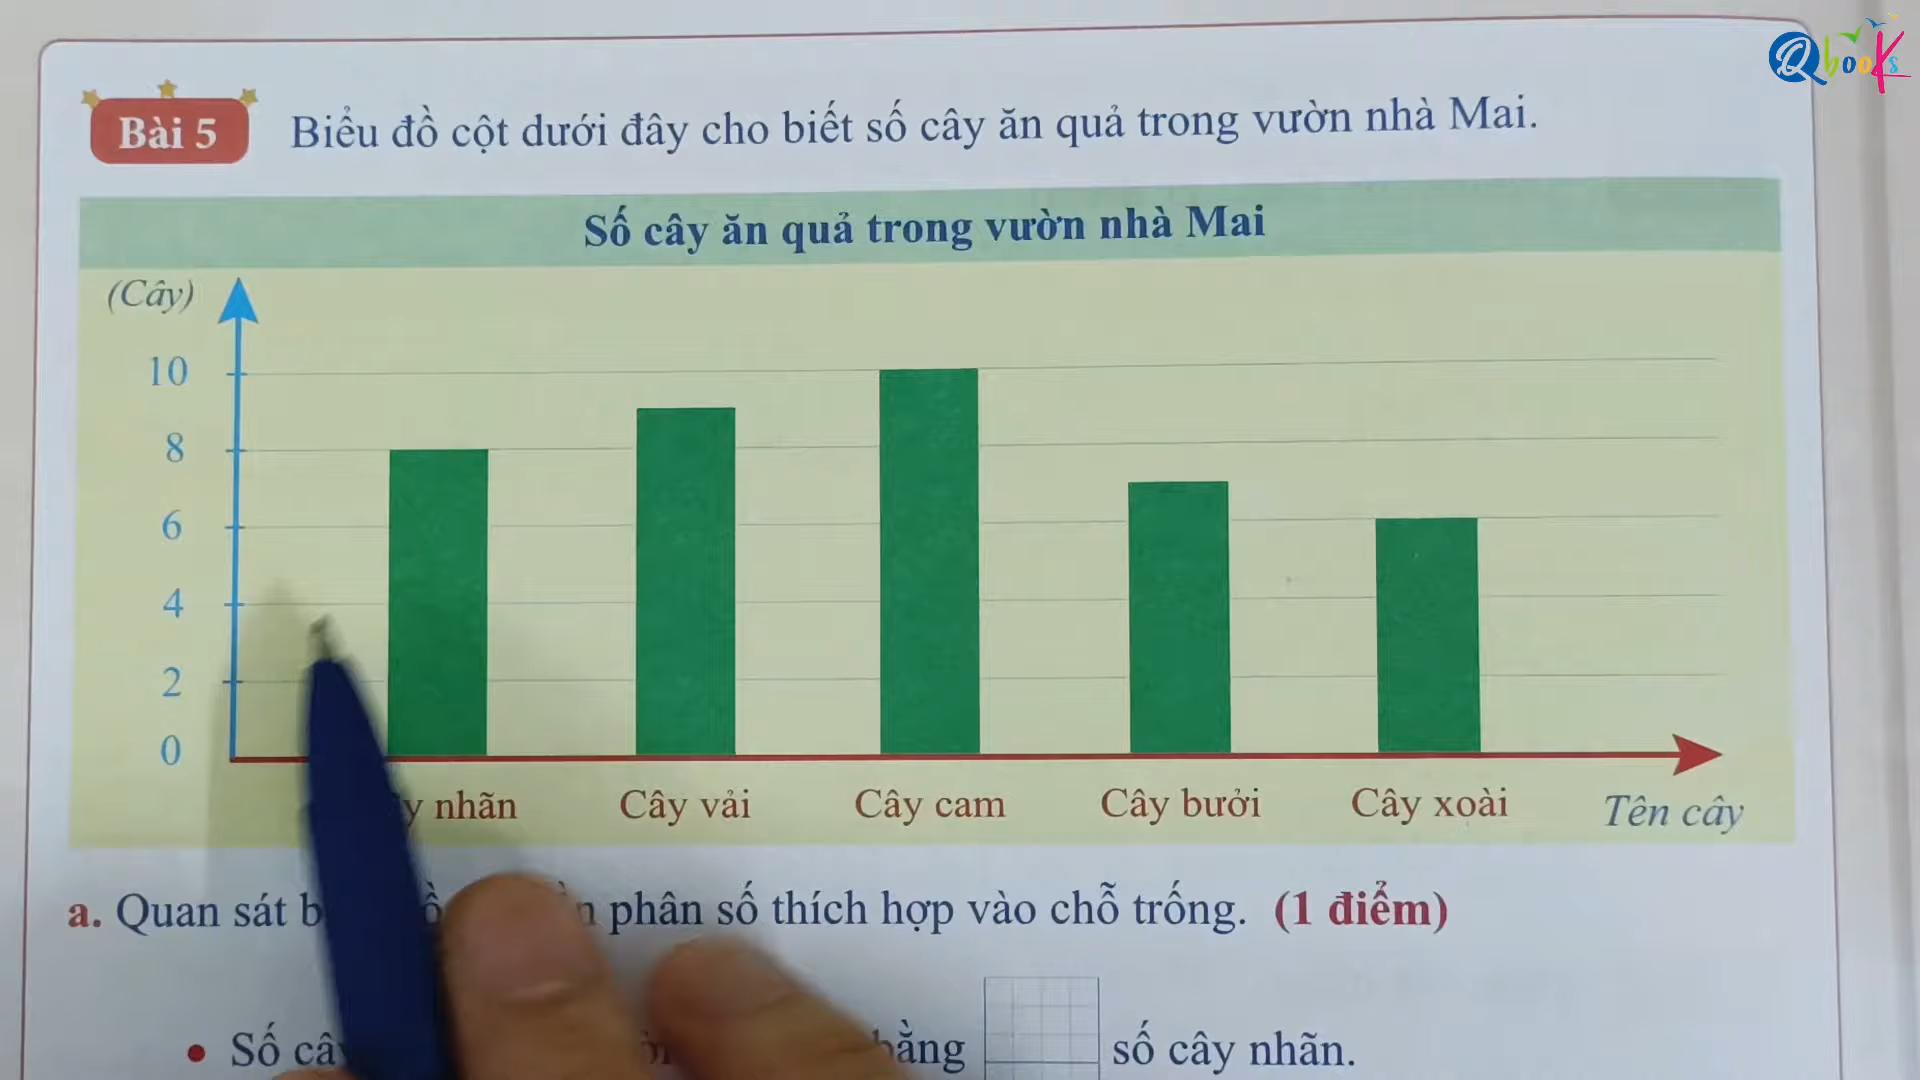 Qbooks
Bài 5 Biểu đồ cột dưới đây cho biết số cây ăn quả trong vườn nhà Mai.
Số cây ăn quả trong vườn nhà Mai
(Cây)
10
8
6
4
2
0
nhãn Cây vải Cây cam Cây bưởi Cây xoài Tên cây
a. Quan sát phân số thích hợp vào chỗ trống. (1 điểm)
• Số bằng số cây nhãn.